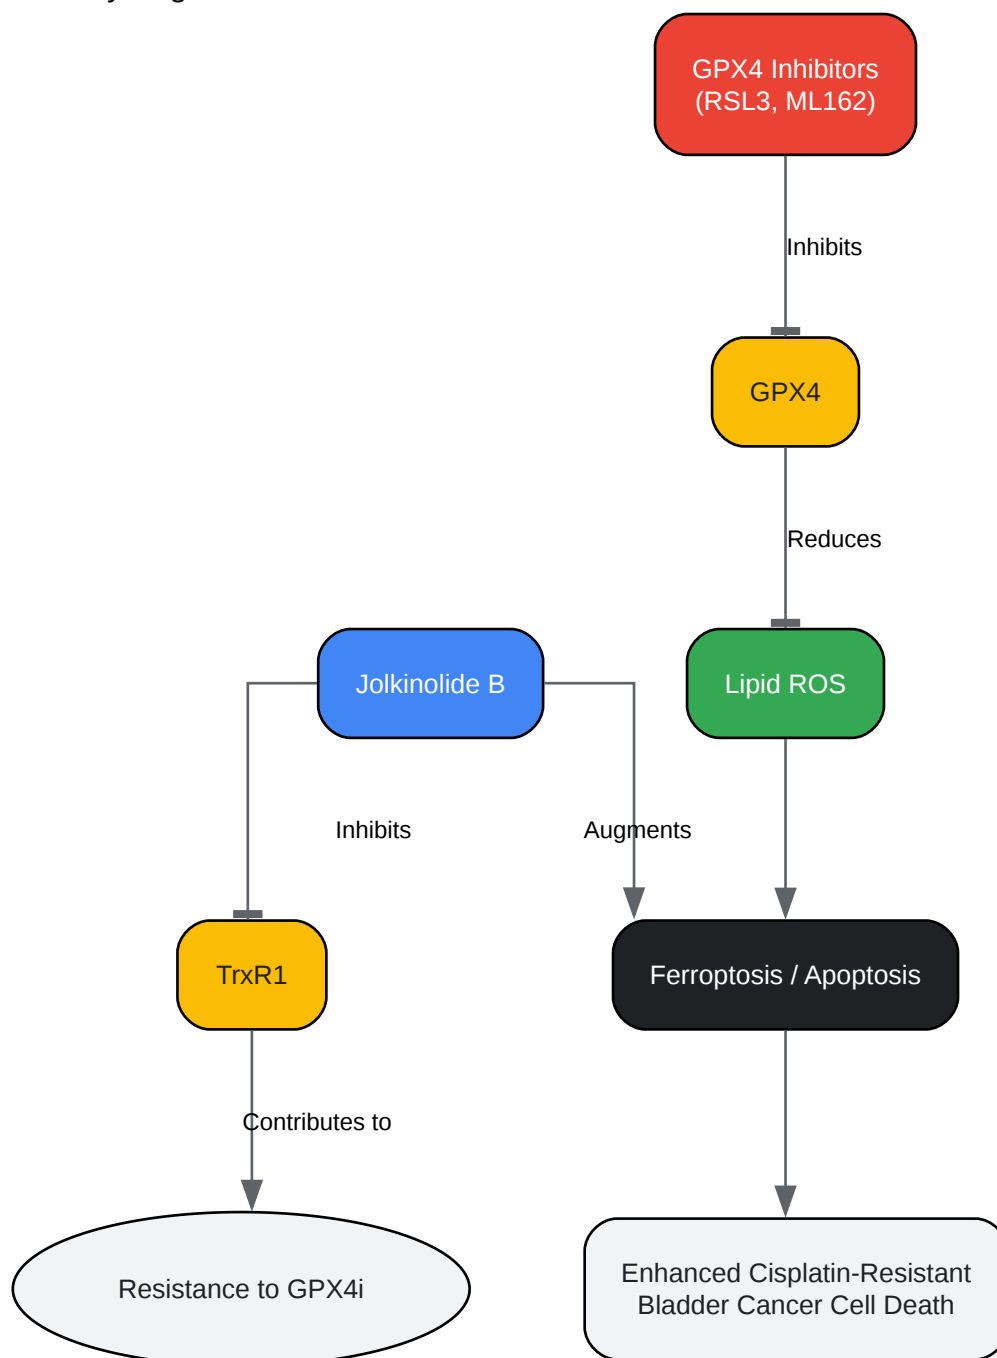 GPX4 Inhibitors
(RSL3, ML162)
Inhibits
GPX4
Reduces
Jolkinolide B
Lipid ROS
Inhibits
Augments
TrxR1
Ferroptosis / Apoptosis
Contributes to
Resistance to GPX4i
Enhanced Cisplatin-Resistant
Bladder Cancer Cell Death